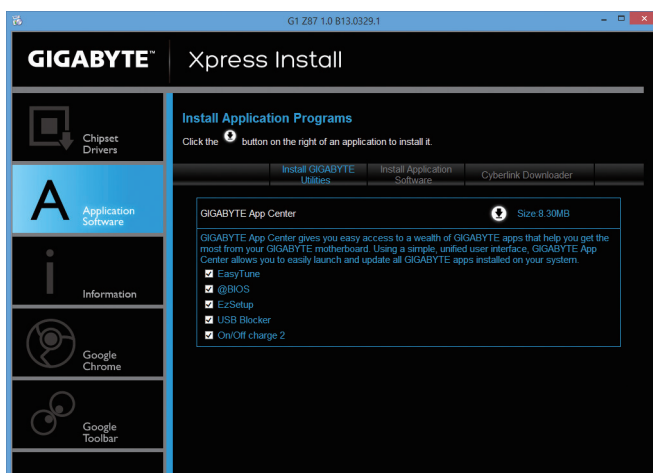 G1 Z87 1.0 B13.0329.1
GIGABYTE™
Xpress Install
Chipset
Drivers
Application
Software
Information
Google
Chrome
Google
Toolbar
Install Application Programs
Click the button on the right of an application to install it.
Install GIGABYTE
Utilities
Install Application
Software
Cyberlink Downloader
GIGABYTE App Center
Size:8.30MB
GIGABYTE App Center gives you easy access to a wealth of GIGABYTE apps that help you get the
most from your GIGABYTE motherboard. Using a simple, unified user interface, GIGABYTE App
Center allows you to easily launch and update all GIGABYTE apps installed on your system.
EasyTune
@BIOS
EzSetup
USB Blocker
On/Off charge 2